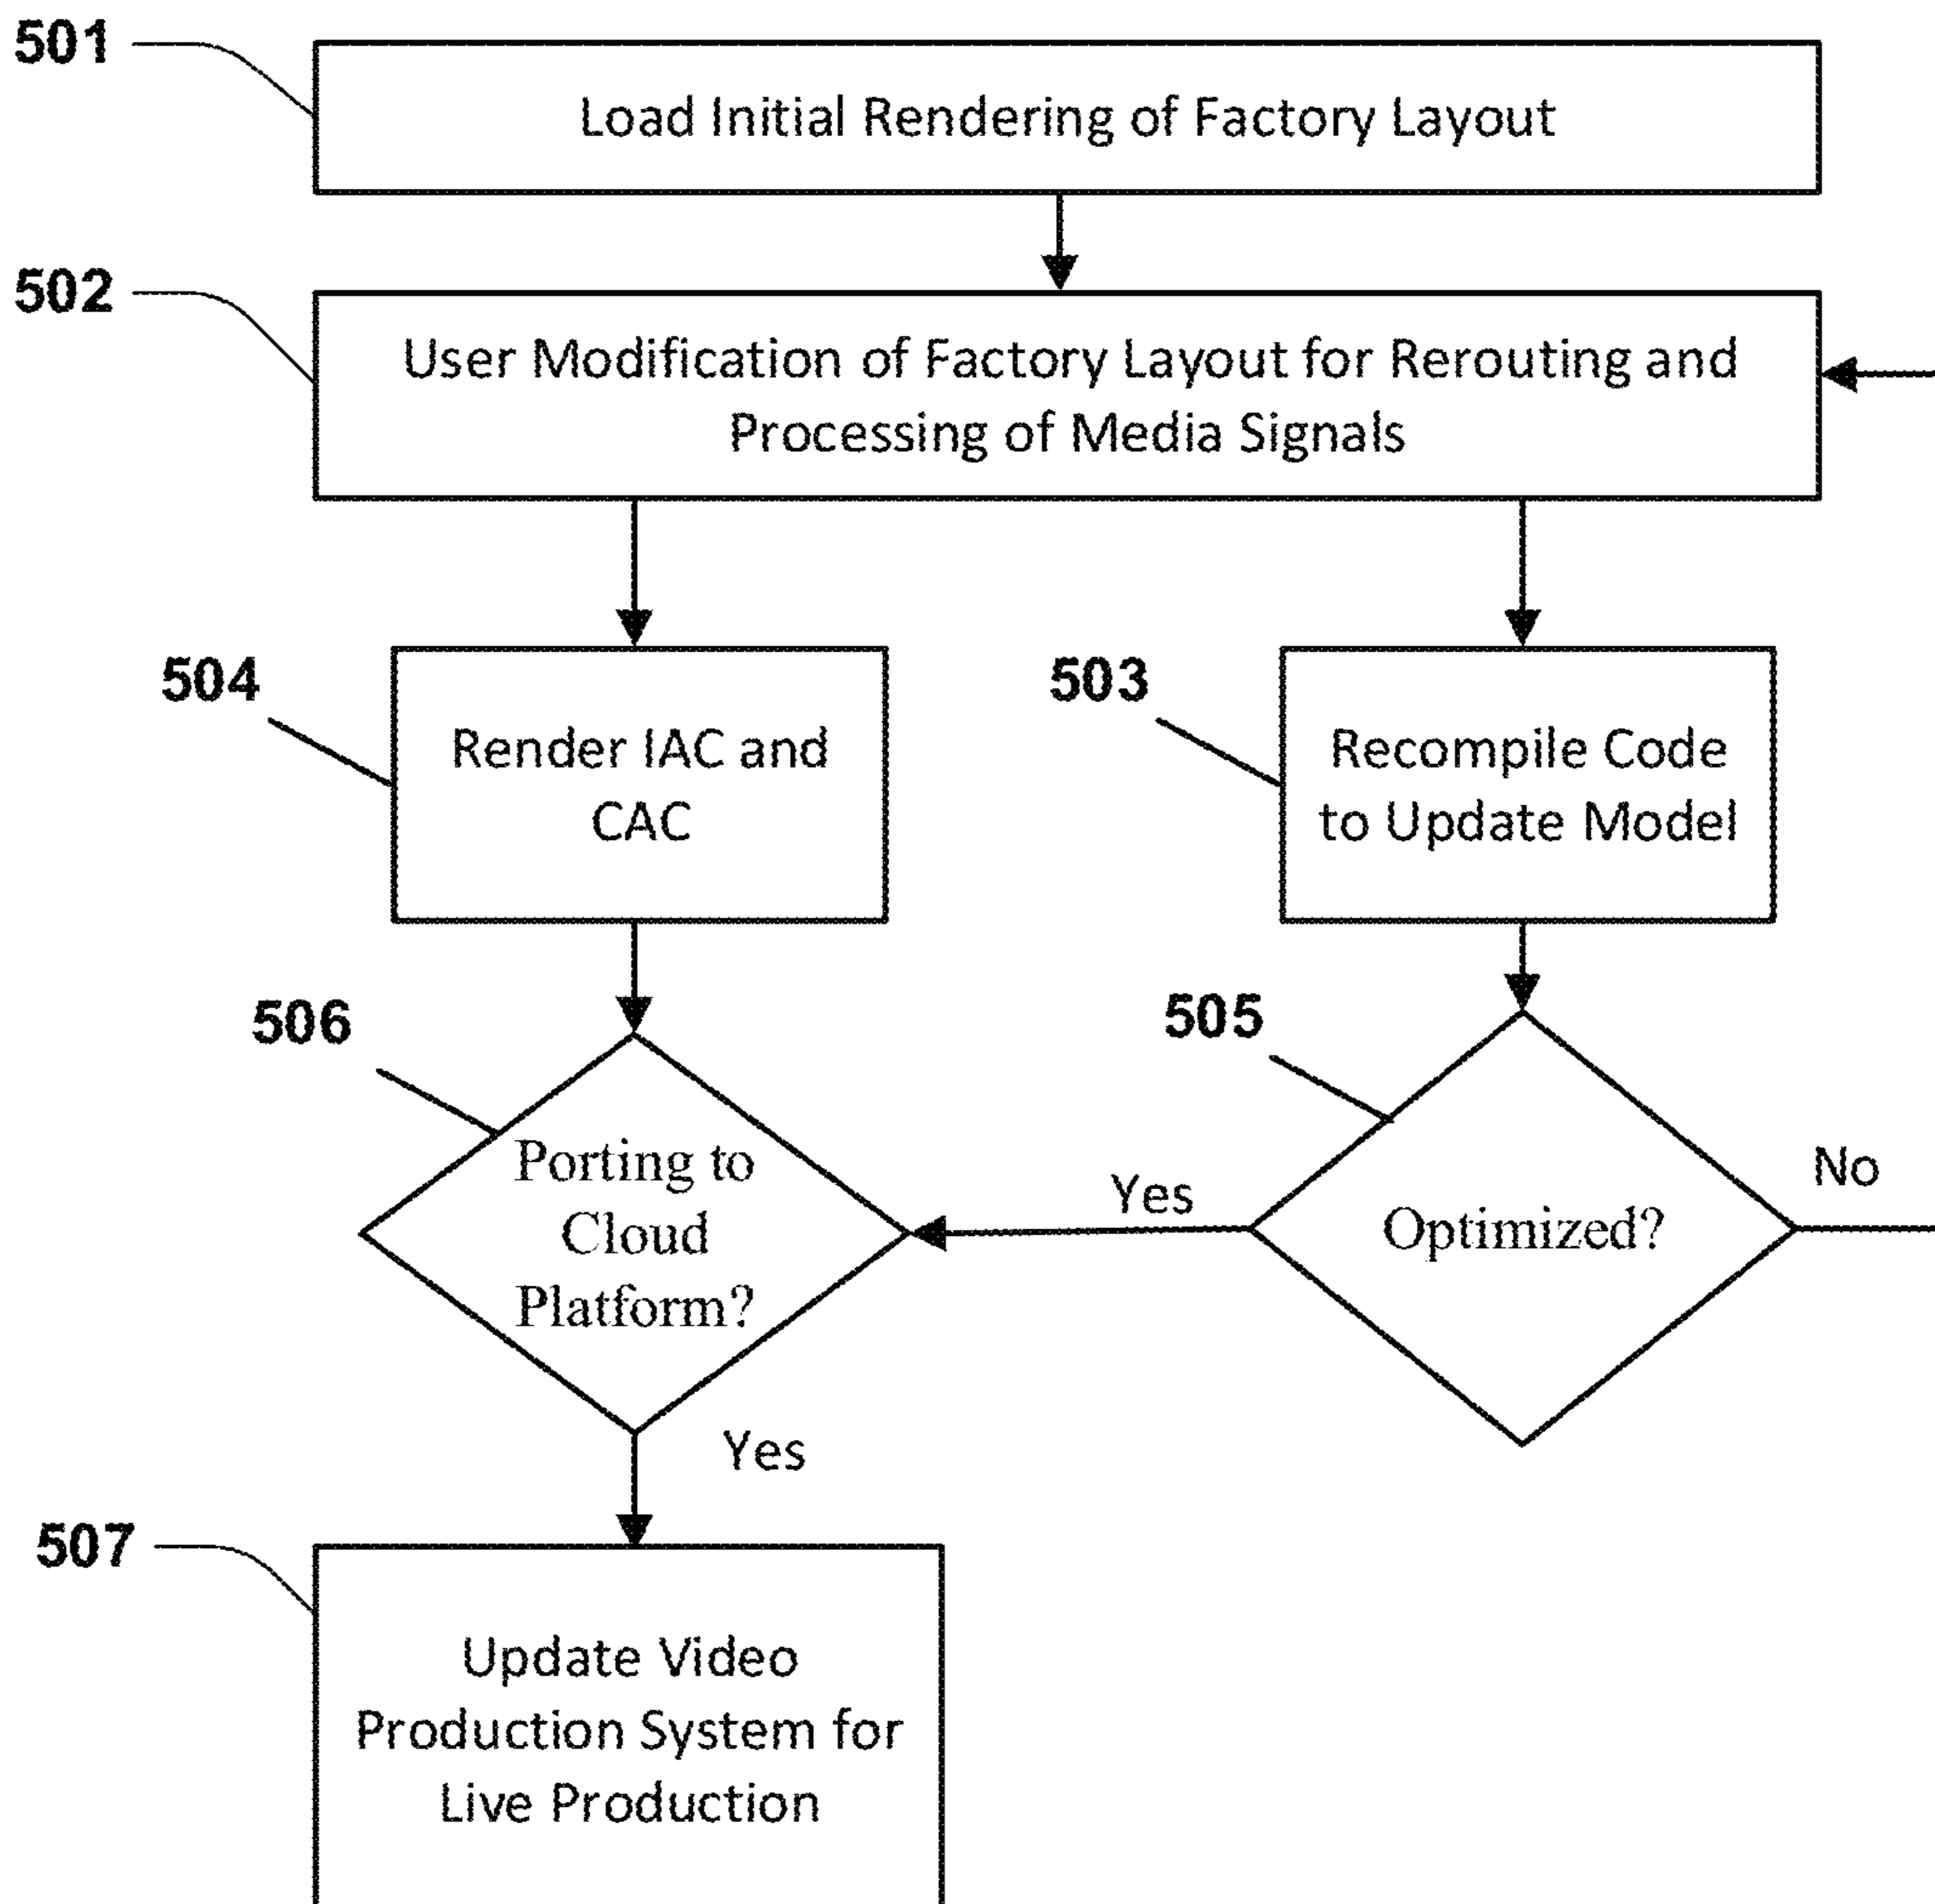 501
Load Initial Rendering of Factory Layout
502
User Modification of Factory Layout for Rerouting and
Processing of Media Signals
504
Render IAC and
CAC
503
Recompile Code
to Update Model
506
Porting to
Cloud
Platform?
Yes
505
Optimized?
No
Yes
507
Update Video
Production System for
Live Production